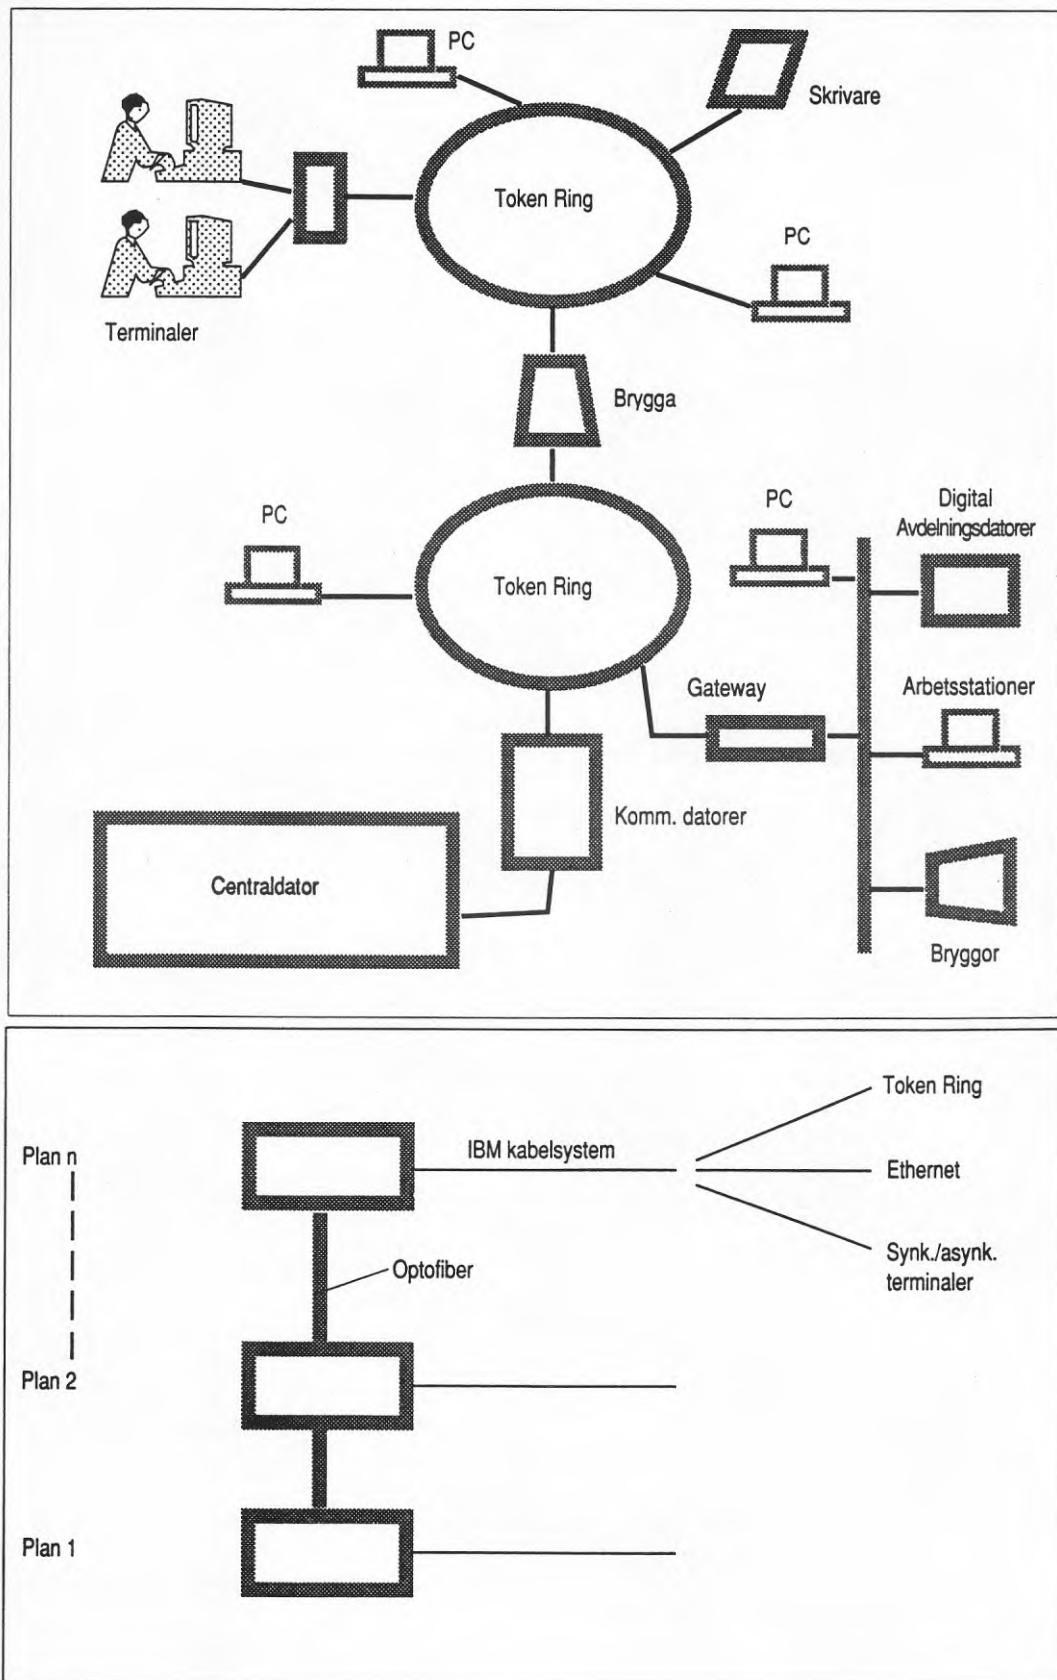 PC
Skrivare
Token Ring
PC
Terminaler
Brygga
PC
PC
Digital
Avdelningsdatorer
Token Ring
Gateway
Arbetsstationer
Komm. datorer
Centraldator
Bryggor
Token Ring
Plan n
IBM kabelsystem
Ethernet
Optofiber
Synk./asynk.
terminaler
Plan 2
Plan 1